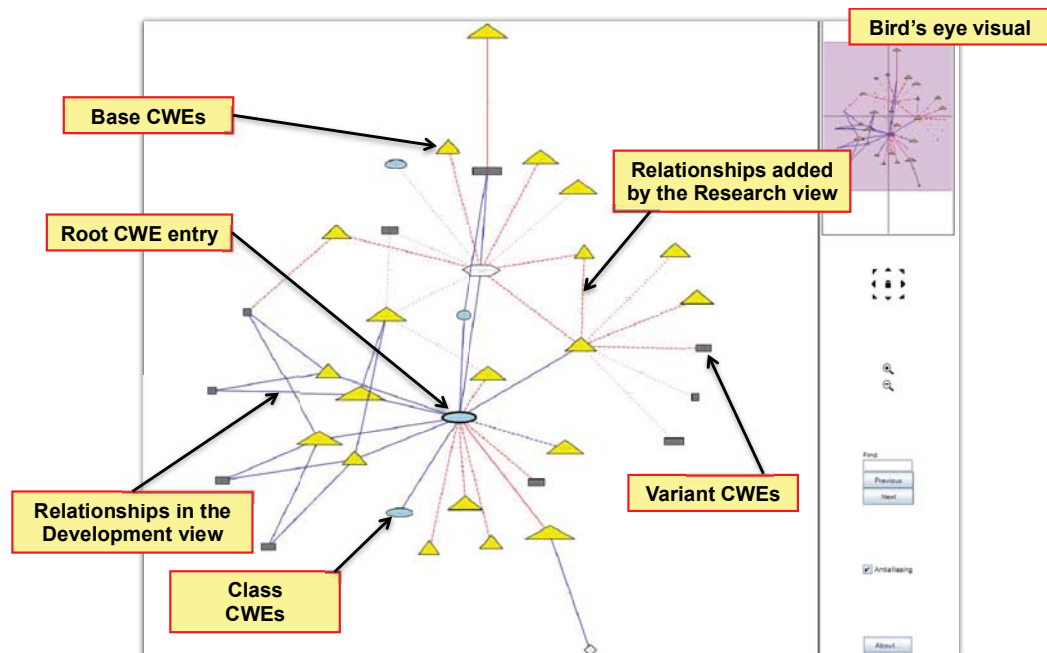 Bird's eye visual
Base CWEs
Relationships added
by the Research view
Root CWE entry
Find
Previous
Next
Variant CWEs
Relationships in the
Development view
Antialiasing
Class
CWEs
About...